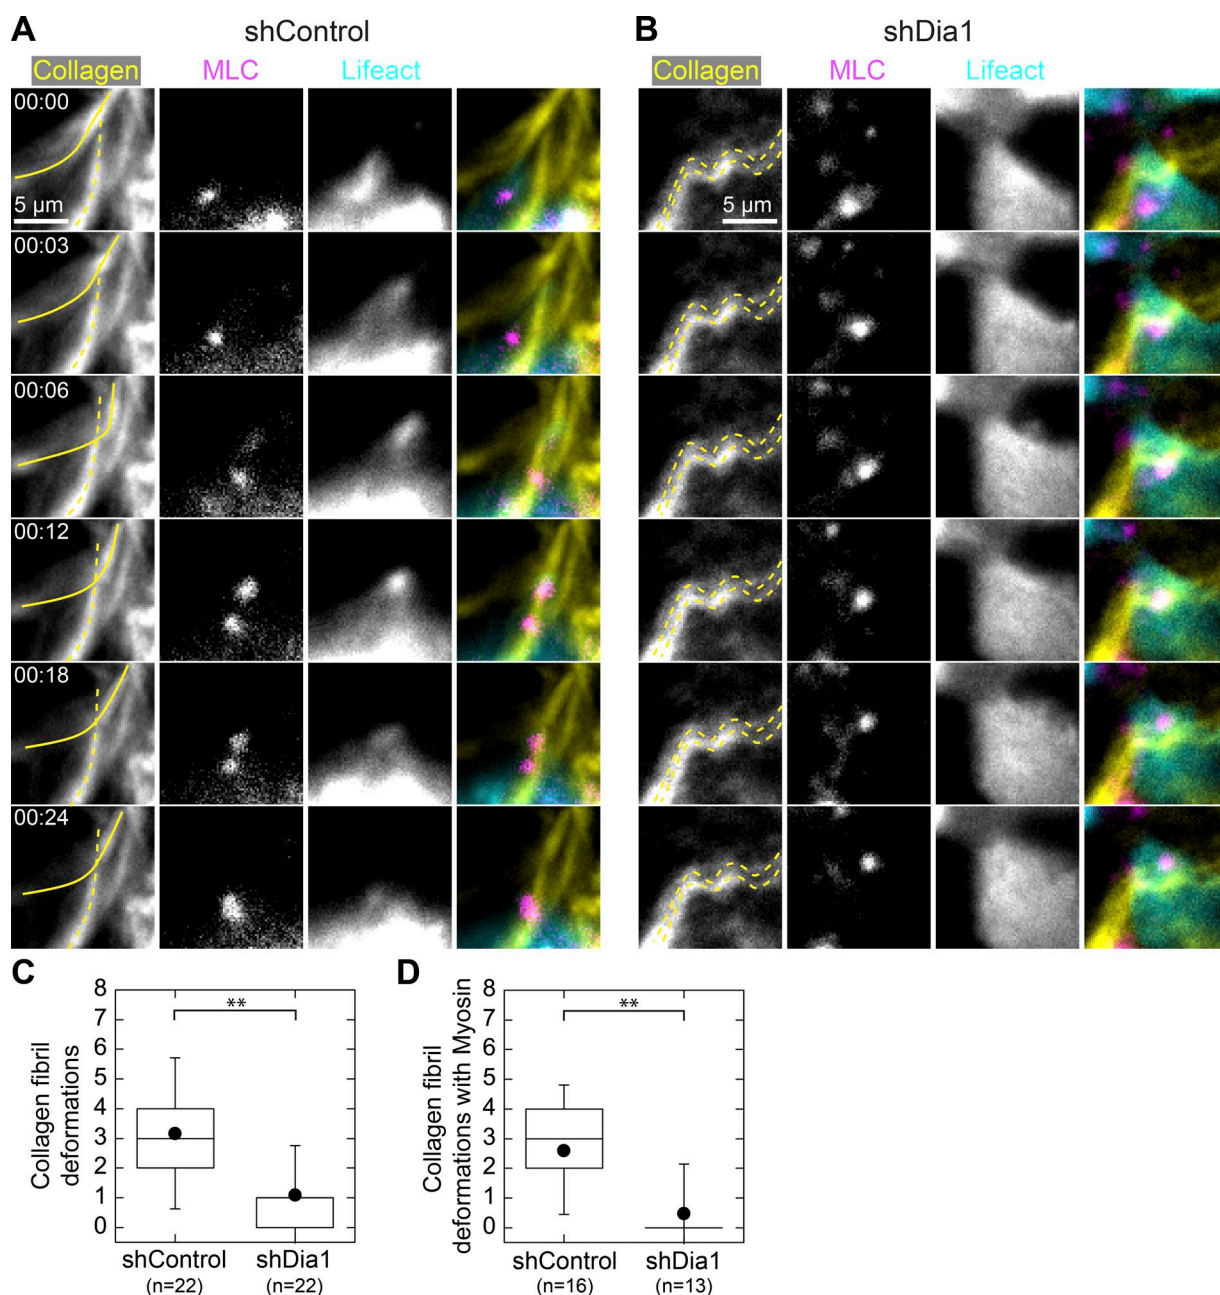 A
shControl
Collagen MLC Lifeact
00:00
5 µm
00:03
00:06
00:12
00:18
00:24
B
shDia1
Collagen MLC Lifeact
5 µm
C
Collagen fibril
deformations
8
7
6
5
4
3
2
1
0
**
shControl shDia1
(n=22) (n=22)
D
Collagen fibril
deformations with Myosin
8
7
6
5
4
3
2
1
0
**
shControl shDia1
(n=16) (n=13)